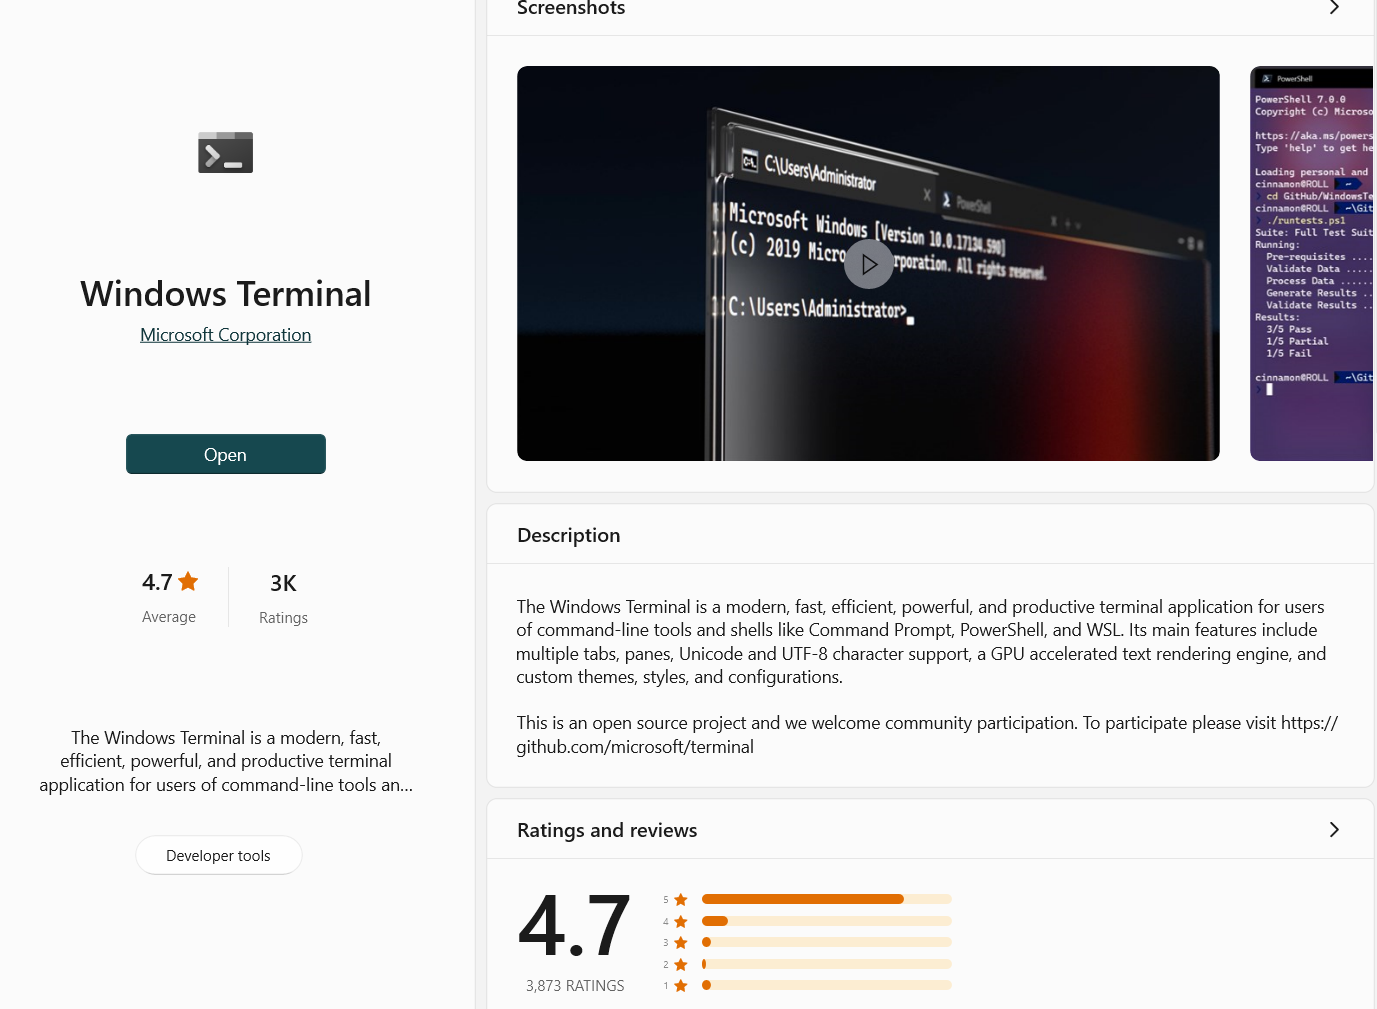 Windows Terminal
Microsoft Corporation
Open
4.7
Average
3K
Ratings
The Windows Terminal is a modern, fast,
efficient, powerful, and productive terminal
application for users of command-line tools an...
Developer tools
Screenshots
C:\Users\Administrator
X
PowerShell
Microsoft Windows [Version 10.0.17134.590]
(c) 2019 Micro rporation. All rights reserved.
C:\Users\Administrator>
PowerShell
PowerShell 7.0.0
Copyright (c) Microso
https://aka.ms/powers
Type 'help' to get he
Loading personal and
cinnamon@ROLL ~
cd GitHub/WindowsTe
cinnamon@ROLL ~\Git
./runtests.ps1
Suite: Full Test Suit
Running:
Pre-requisites ....
Validate Data .....
Process Data ......
Generate Results ..
Validate Results ..
Results:
3/5 Pass
1/5 Partial
1/5 Fail
cinnamon@ROLL ~\Git
Description
The Windows Terminal is a modern, fast, efficient, powerful, and productive terminal application for users
of command-line tools and shells like Command Prompt, PowerShell, and WSL. Its main features include
multiple tabs, panes, Unicode and UTF-8 character support, a GPU accelerated text rendering engine, and
custom themes, styles, and configurations.
This is an open source project and we welcome community participation. To participate please visit https://
github.com/microsoft/terminal
Ratings and reviews
4.7
3,873 RATINGS
5
4
3
2
1